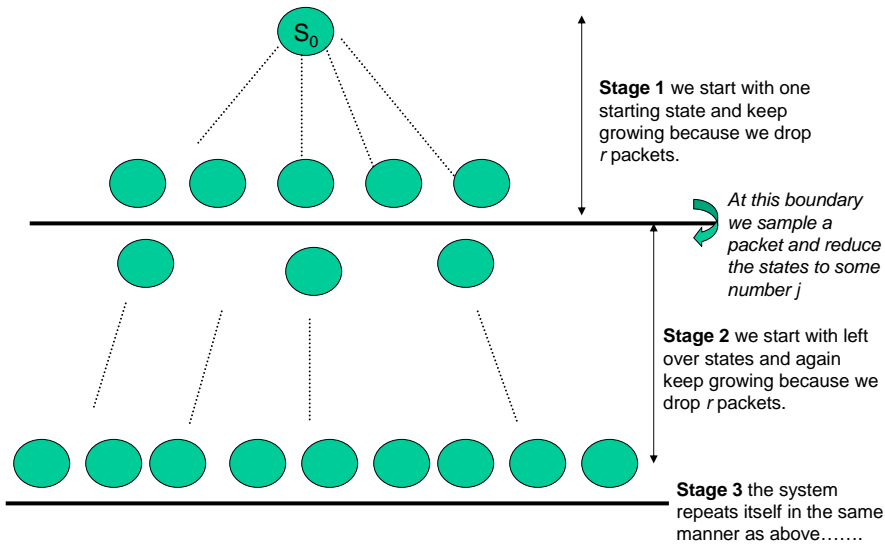 S0
Stage 1 we start with one
starting state and keep
growing because we drop
r packets.
At this boundary
we sample a
packet and reduce
the states to some
number j
Stage 2 we start with left
over states and again
keep growing because we
drop r packets.
Stage 3 the system
repeats itself in the same
manner as above…….